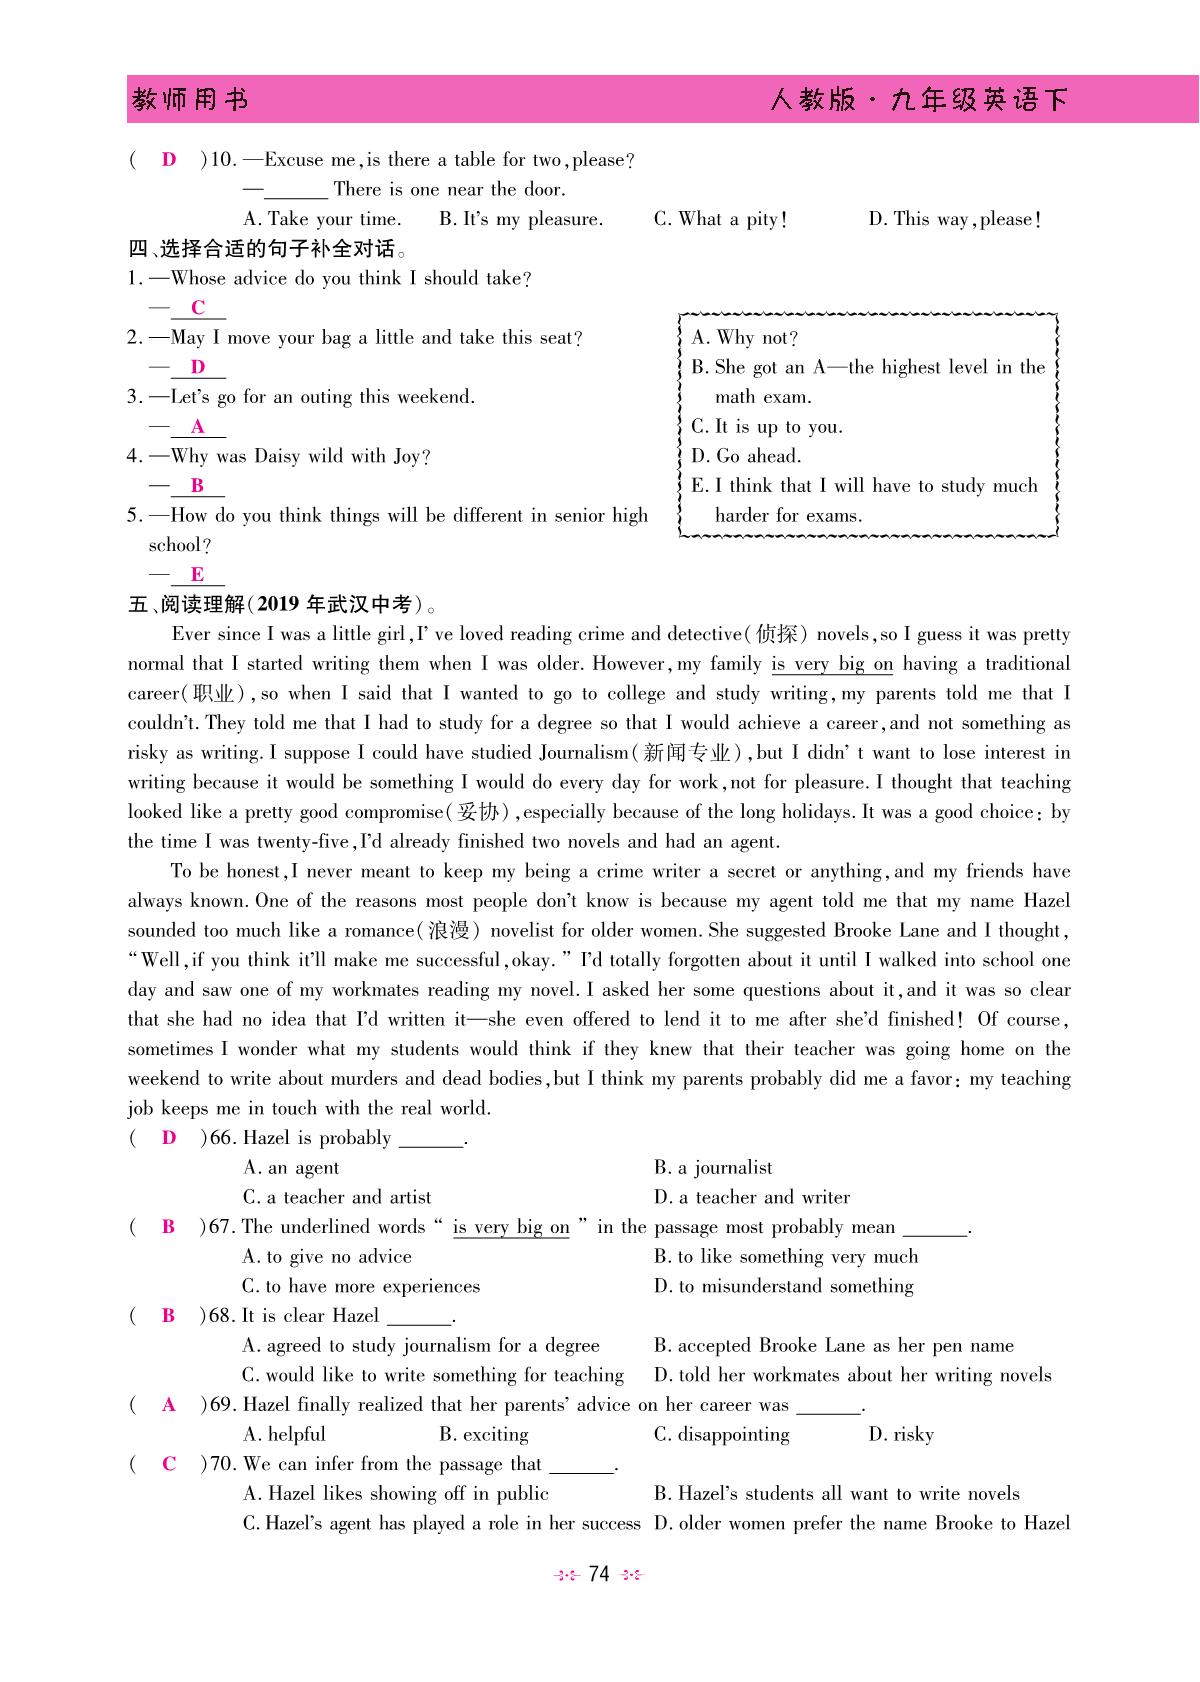 教师用书 人教版·九年级英语下
( D )10. —Excuse me,is there a table for two,please?
—______ There is one near the door.
A. Take your time. B. It's my pleasure. C. What a pity! D. This way,please!
四、选择合适的句子补全对话。
1. —Whose advice do you think I should take?
— C
2. —May I move your bag a little and take this seat?
— D
3. —Let's go for an outing this weekend.
— A
4. —Why was Daisy wild with Joy?
— B
5. —How do you think things will be different in senior high
school?
— E
A. Why not?
B. She got an A—the highest level in the
math exam.
C. It is up to you.
D. Go ahead.
E. I think that I will have to study much
harder for exams.
五、阅读理解(2019 年武汉中考)。
Ever since I was a little girl,I' ve loved reading crime and detective(侦探) novels,so I guess it was pretty
normal that I started writing them when I was older. However,my family is very big on having a traditional
career(职业),so when I said that I wanted to go to college and study writing,my parents told me that I
couldn't. They told me that I had to study for a degree so that I would achieve a career,and not something as
risky as writing. I suppose I could have studied Journalism(新闻专业),but I didn' t want to lose interest in
writing because it would be something I would do every day for work,not for pleasure. I thought that teaching
looked like a pretty good compromise(妥协),especially because of the long holidays. It was a good choice: by
the time I was twenty-five,I'd already finished two novels and had an agent.
To be honest,I never meant to keep my being a crime writer a secret or anything,and my friends have
always known. One of the reasons most people don't know is because my agent told me that my name Hazel
sounded too much like a romance(浪漫) novelist for older women. She suggested Brooke Lane and I thought,
“Well,if you think it'll make me successful,okay. ” I'd totally forgotten about it until I walked into school one
day and saw one of my workmates reading my novel. I asked her some questions about it,and it was so clear
that she had no idea that I'd written it—she even offered to lend it to me after she'd finished! Of course,
sometimes I wonder what my students would think if they knew that their teacher was going home on the
weekend to write about murders and dead bodies,but I think my parents probably did me a favor: my teaching
job keeps me in touch with the real world.
( D )66. Hazel is probably ______.
A. an agent B. a journalist
C. a teacher and artist D. a teacher and writer
( B )67. The underlined words “ is very big on ” in the passage most probably mean ______.
A. to give no advice B. to like something very much
C. to have more experiences D. to misunderstand something
( B )68. It is clear Hazel ______.
A. agreed to study journalism for a degree B. accepted Brooke Lane as her pen name
C. would like to write something for teaching D. told her workmates about her writing novels
( A )69. Hazel finally realized that her parents' advice on her career was ______.
A. helpful B. exciting C. disappointing D. risky
( C )70. We can infer from the passage that ______.
A. Hazel likes showing off in public B. Hazel's students all want to write novels
C. Hazel's agent has played a role in her success D. older women prefer the name Brooke to Hazel
74